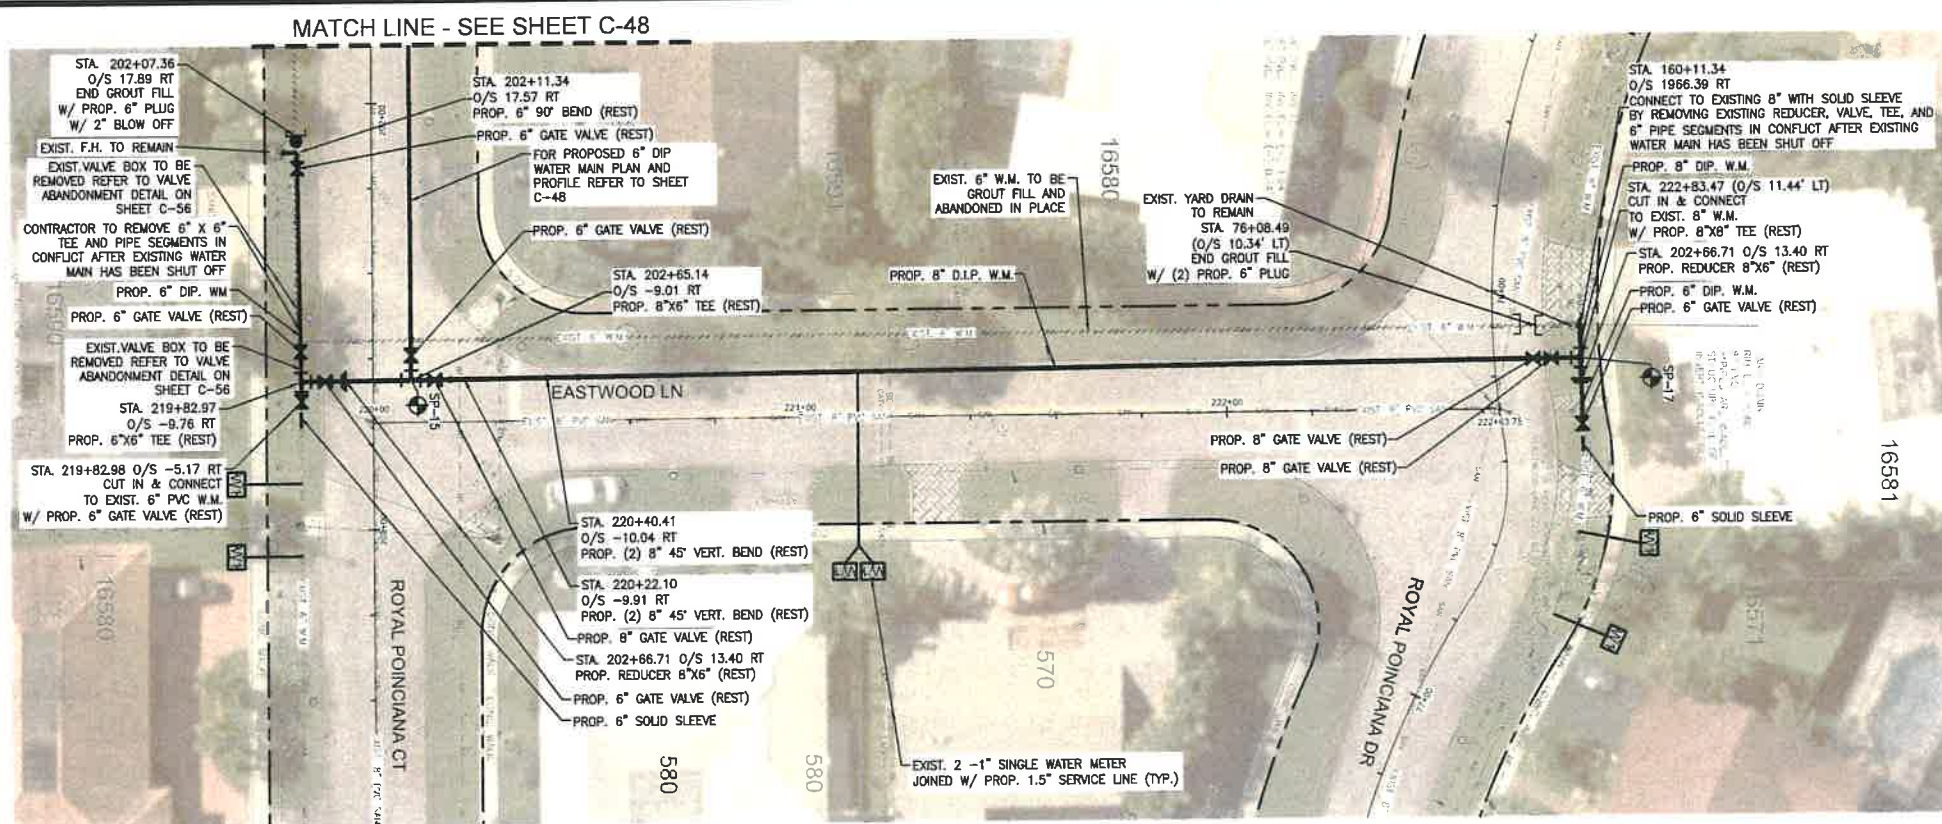 MATCH LINE - SEE SHEET C-48
STA. 202+07.36
O/S 17.89 RT
END GROUT FILL
W/ PROP. 6" PLUG
W/ 2" BLOW OFF
EXIST. F.H. TO REMAIN
EXIST.VALVE BOX TO BE
REMOVED REFER TO VALVE
ABANDONMENT DETAIL ON
SHEET C-56
CONTRACTOR TO REMOVE 6" X 6"
TEE AND PIPE SEGMENTS IN
CONFLICT AFTER EXISTING WATER
MAIN HAS BEEN SHUT OFF
PROP. 6" DIP. WM
PROP. 6" GATE VALVE (REST)
EXIST.VALVE BOX TO BE
REMOVED REFER TO VALVE
ABANDONMENT DETAIL ON
SHEET C-56
STA. 219+82.97
O/S -9.76 RT
PROP. 6"X6" TEE (REST)
STA. 219+82.98 O/S -5.17 RT
CUT IN & CONNECT
TO EXIST. 6" PVC W.M.
W/ PROP. 6" GATE VALVE (REST)
STA. 202+11.34
O/S 17.57 RT
PROP. 6" 90° BEND (REST)
PROP. 6" GATE VALVE (REST)
FOR PROPOSED 6" DIP
WATER MAIN PLAN AND
PROFILE REFER TO SHEET
C-48
PROP. 6" GATE VALVE (REST)
STA. 202+65.14
O/S -9.01 RT
PROP. 8"X6" TEE (REST)
EXIST. 6" W.M. TO BE
GROUT FILL AND
ABANDONED IN PLACE
PROP. 8" D.I.P. W.M.
EXIST. YARD DRAIN
TO REMAIN
STA. 76+08.49
(O/S 10.34' LT)
END GROUT FILL
W/ (2) PROP. 6" PLUG
STA. 160+11.34
O/S 1966.39 RT
CONNECT TO EXISTING 8" WITH SOLID SLEEVE
BY REMOVING EXISTING REDUCER, VALVE, TEE, AND
6" PIPE SEGMENTS IN CONFLICT AFTER EXISTING
WATER MAIN HAS BEEN SHUT OFF
PROP. 8" DIP. W.M.
STA. 222+83.47 (O/S 11.44' LT)
CUT IN & CONNECT
TO EXIST. 8" W.M.
W/ PROP. 8"X8" TEE (REST)
STA. 202+66.71 O/S 13.40 RT
PROP. REDUCER 8"X6" (REST)
PROP. 6" DIP. W.M.
PROP. 6" GATE VALVE (REST)
EASTWOOD LN
220+00
221+00
222+00
222+63.75
SP-15
SP-17
PROP. 8" GATE VALVE (REST)
PROP. 8" GATE VALVE (REST)
PROP. 6" SOLID SLEEVE
STA. 220+40.41
O/S -10.04 RT
PROP. (2) 8" 45° VERT. BEND (REST)
STA. 220+22.10
O/S -9.91 RT
PROP. (2) 8" 45° VERT. BEND (REST)
PROP. 8" GATE VALVE (REST)
STA. 202+66.71 O/S 13.40 RT
PROP. REDUCER 8"X6" (REST)
PROP. 6" GATE VALVE (REST)
PROP. 6" SOLID SLEEVE
EXIST. 2 -1" SINGLE WATER METER
JOINED W/ PROP. 1.5" SERVICE LINE (TYP.)
ROYAL POINCIANA CT
ROYAL POINCIANA DR
77+00
16580
16581
16580
580
580
570